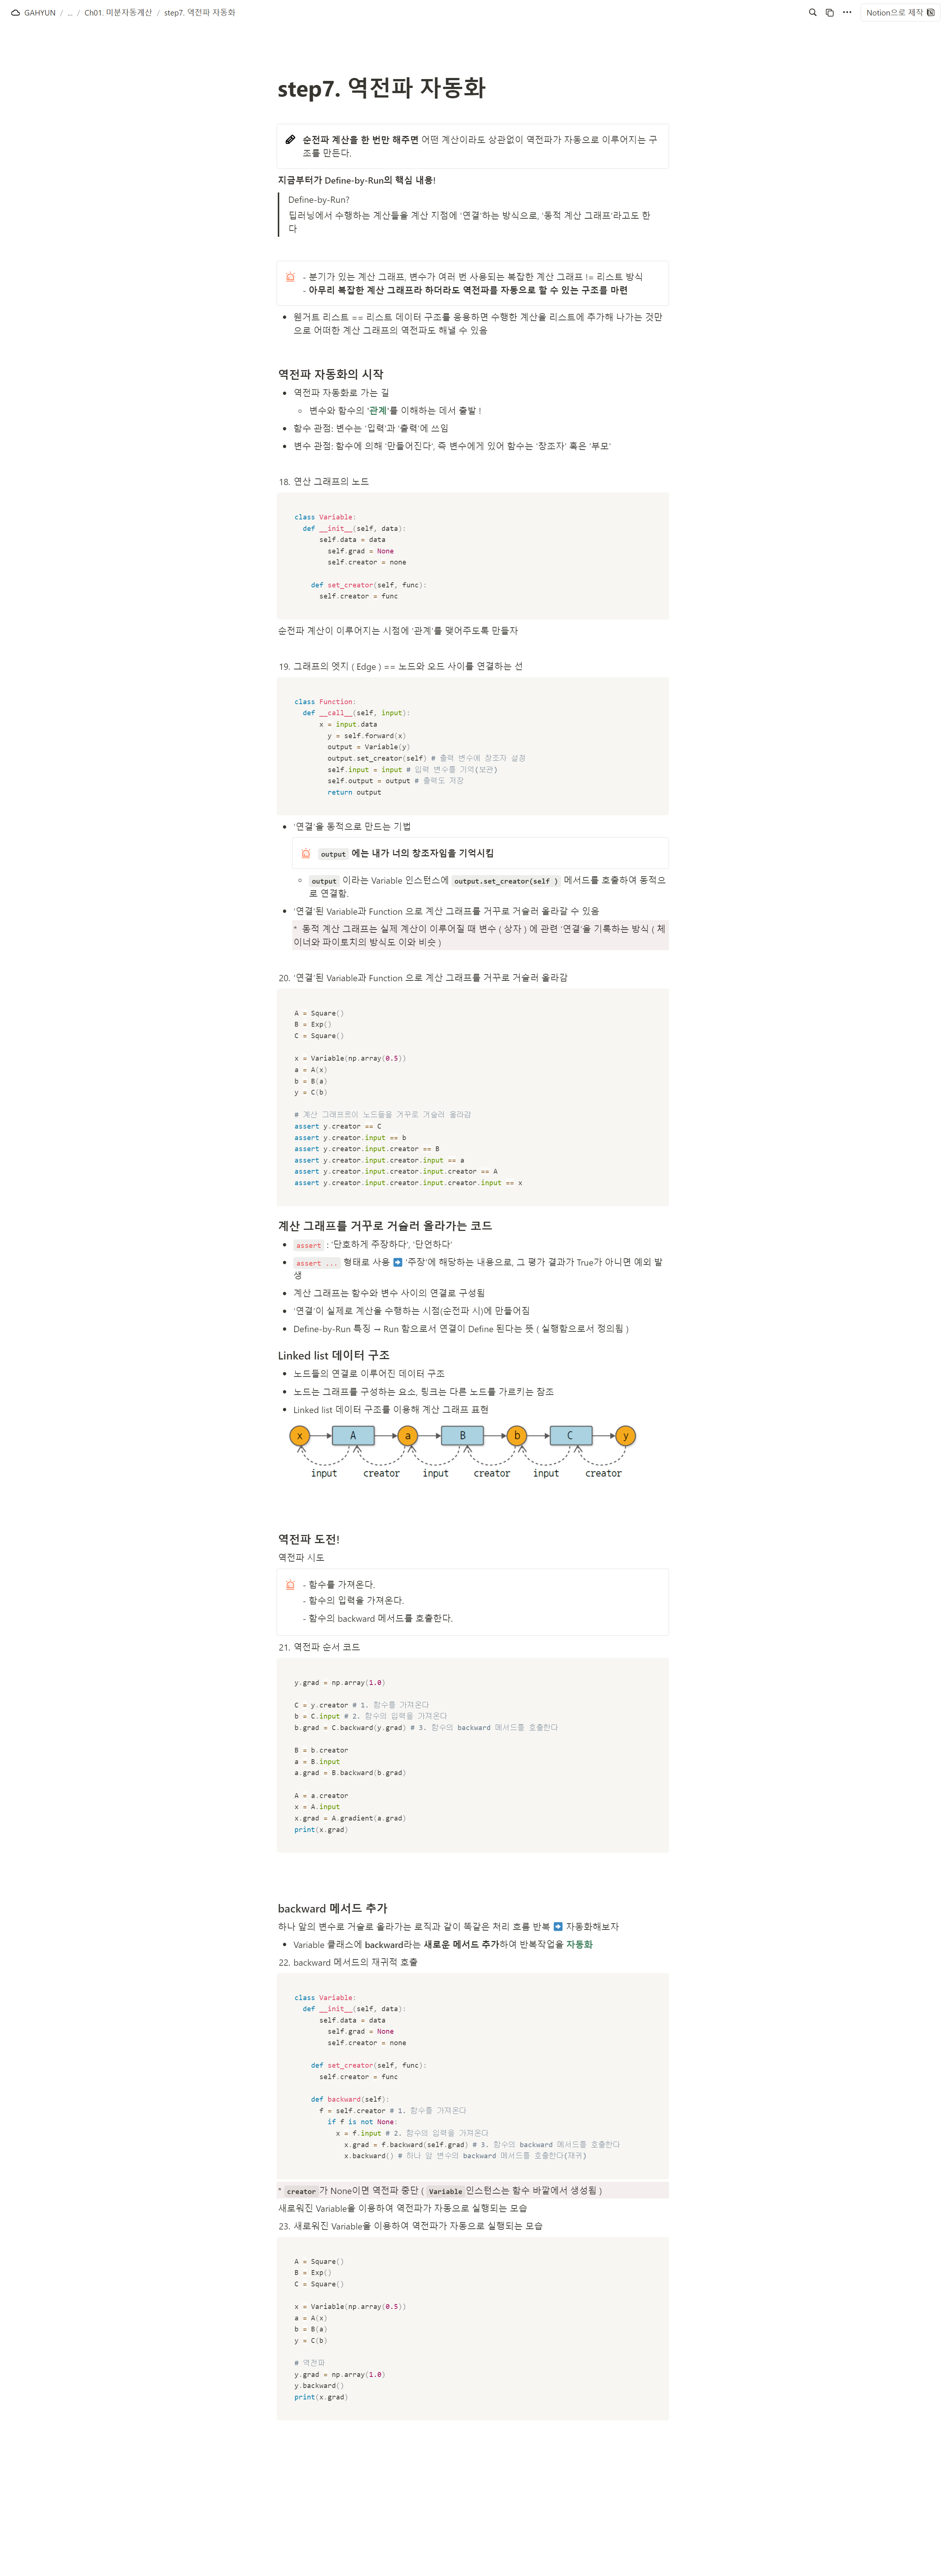 GAHYUN / ... / Ch01. 미분자동계산 / step7. 역전파 자동화
Notion으로 제작
step7. 역전파 자동화
순전파 계산을 한 번만 해주면 어떤 계산이라도 상관없이 역전파가 자동으로 이루어지는 구
조를 만든다.
지금부터가 Define-by-Run의 핵심 내용!
Define-by-Run?
딥러닝에서 수행하는 계산들을 계산 지점에 '연결'하는 방식으로, '동적 계산 그래프'라고도 한
다
- 분기가 있는 계산 그래프, 변수가 여러 번 사용되는 복잡한 계산 그래프 != 리스트 방식
- 아무리 복잡한 계산 그래프라 하더라도 역전파를 자동으로 할 수 있는 구조를 마련
• 웬거트 리스트 == 리스트 데이터 구조를 응용하면 수행한 계산을 리스트에 추가해 나가는 것만
으로 어떠한 계산 그래프의 역전파도 해낼 수 있음
역전파 자동화의 시작
• 역전파 자동화로 가는 길
◦ 변수와 함수의 '관계'를 이해하는 데서 출발 !
• 함수 관점: 변수는 '입력'과 '출력'에 쓰임
• 변수 관점: 함수에 의해 '만들어진다', 즉 변수에게 있어 함수는 '창조자' 혹은 '부모'
18. 연산 그래프의 노드
class Variable:
def __init__(self, data):
self.data = data
self.grad = None
self.creator = none
def set_creator(self, func):
self.creator = func
순전파 계산이 이루어지는 시점에 '관계'를 맺어주도록 만들자
19. 그래프의 엣지 ( Edge ) == 노드와 오드 사이를 연결하는 선
class Function:
def __call__(self, input):
x = input.data
y = self.forward(x)
output = Variable(y)
output.set_creator(self) # 출력 변수에 창조자 설정
self.input = input # 입력 변수를 기억(보관)
self.output = output # 출력도 저장
return output
• '연결'을 동적으로 만드는 기법
output 에는 내가 너의 창조자임을 기억시킴
◦ output 이라는 Variable 인스턴스에 output.set_creator(self ) 메서드를 호출하여 동적으
로 연결함.
• '연결'된 Variable과 Function 으로 계산 그래프를 거꾸로 거슬러 올라갈 수 있음
* 동적 계산 그래프는 실제 계산이 이루어질 때 변수 ( 상자 ) 에 관련 '연결'을 기록하는 방식 ( 체
이너와 파이토치의 방식도 이와 비슷 )
20. '연결'된 Variable과 Function 으로 계산 그래프를 거꾸로 거슬러 올라감
A = Square()
B = Exp()
C = Square()
x = Variable(np.array(0.5))
a = A(x)
b = B(a)
y = C(b)
# 계산 그래프르이 노드들을 거꾸로 거슬러 올라감
assert y.creator == C
assert y.creator.input == b
assert y.creator.input.creator == B
assert y.creator.input.creator.input == a
assert y.creator.input.creator.input.creator == A
assert y.creator.input.creator.input.creator.input == x
계산 그래프를 거꾸로 거슬러 올라가는 코드
• assert : '단호하게 주장하다', '단언하다'
• assert ... 형태로 사용 ➡️ '주장'에 해당하는 내용으로, 그 평가 결과가 True가 아니면 예외 발
생
• 계산 그래프는 함수와 변수 사이의 연결로 구성됨
• '연결'이 실제로 계산을 수행하는 시점(순전파 시)에 만들어짐
• Define-by-Run 특징 → Run 함으로서 연결이 Define 된다는 뜻 ( 실행함으로서 정의됨 )
Linked list 데이터 구조
• 노드들의 연결로 이루어진 데이터 구조
• 노드는 그래프를 구성하는 요소, 링크는 다른 노드를 가르키는 참조
• Linked list 데이터 구조를 이용해 계산 그래프 표현
x A a B b C y
input creator input creator input creator
역전파 도전!
역전파 시도
- 함수를 가져온다.
- 함수의 입력을 가져온다.
- 함수의 backward 메서드를 호출한다.
21. 역전파 순서 코드
y.grad = np.array(1.0)
C = y.creator # 1. 함수를 가져온다
b = C.input # 2. 함수의 입력을 가져온다
b.grad = C.backward(y.grad) # 3. 함수의 backward 메서드를 호출한다
B = b.creator
a = B.input
a.grad = B.backward(b.grad)
A = a.creator
x = A.input
x.grad = A.gradient(a.grad)
print(x.grad)
backward 메서드 추가
하나 앞의 변수로 거슬로 올라가는 로직과 같이 똑같은 처리 흐름 반복 ➡️ 자동화해보자
• Variable 클래스에 backward라는 새로운 메서드 추가하여 반복작업을 자동화
22. backward 메서드의 재귀적 호출
class Variable:
def __init__(self, data):
self.data = data
self.grad = None
self.creator = none
def set_creator(self, func):
self.creator = func
def backward(self):
f = self.creator # 1. 함수를 가져온다
if f is not None:
x = f.input # 2. 함수의 입력을 가져온다
x.grad = f.backward(self.grad) # 3. 함수의 backward 메서드를 호출한다
x.backward() # 하나 앞 변수의 backward 메서드를 호출한다(재귀)
* creator가 None이면 역전파 중단 ( Variable인스턴스는 함수 바깥에서 생성됨 )
새로워진 Variable을 이용하여 역전파가 자동으로 실행되는 모습
23. 새로워진 Variable을 이용하여 역전파가 자동으로 실행되는 모습
A = Square()
B = Exp()
C = Square()
x = Variable(np.array(0.5))
a = A(x)
b = B(a)
y = C(b)
# 역전파
y.grad = np.array(1.0)
y.backward()
print(x.grad)